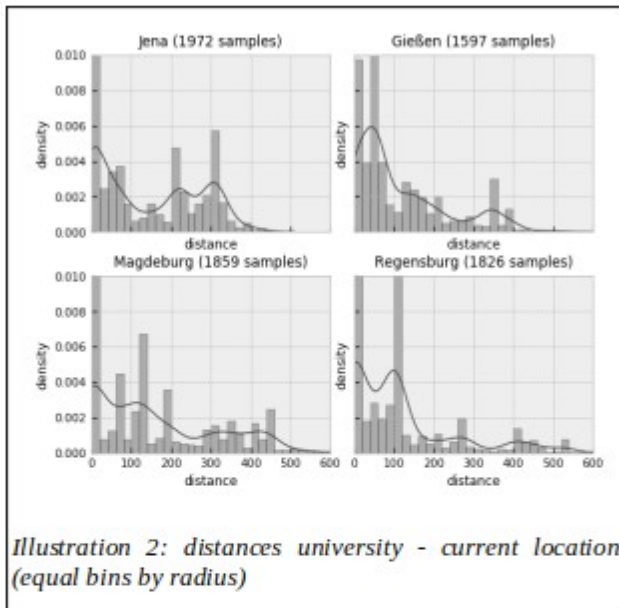 Jena (1972 samples)
Gießen (1597 samples)
0.010
0.008
0.006
0.004
0.002
0.000
density
density
distance
distance
Magdeburg (1859 samples)
Regensburg (1826 samples)
0.010
0.008
0.006
0.004
0.002
0.000
density
density
0 100 200 300 400 500 600
0 100 200 300 400 500 600
distance
distance
Illustration 2: distances university - current location
(equal bins by radius)